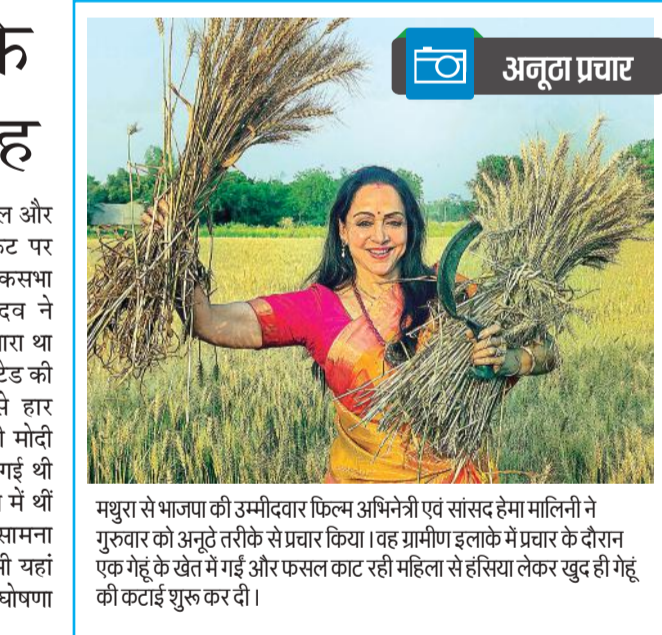 के
ह
ल और
कट पर
कसभा
दव ने
ारा था
टेड की
से हार
ी मोदी
गई थी
में थीं
सामना
भी यहां
घोषणा
अनूठा प्रचार
मथुरा से भाजपा की उम्मीदवार फिल्म अभिनेत्री एवं सांसद हेमा मालिनी ने
गुरुवार को अनूठे तरीके से प्रचार किया । वह ग्रामीण इलाके में प्रचार के दौरान
एक गेहूं के खेत में गईं और फसल काट रही महिला से हंसिया लेकर खुद ही गेहूं
की कटाई शुरू कर दी ।